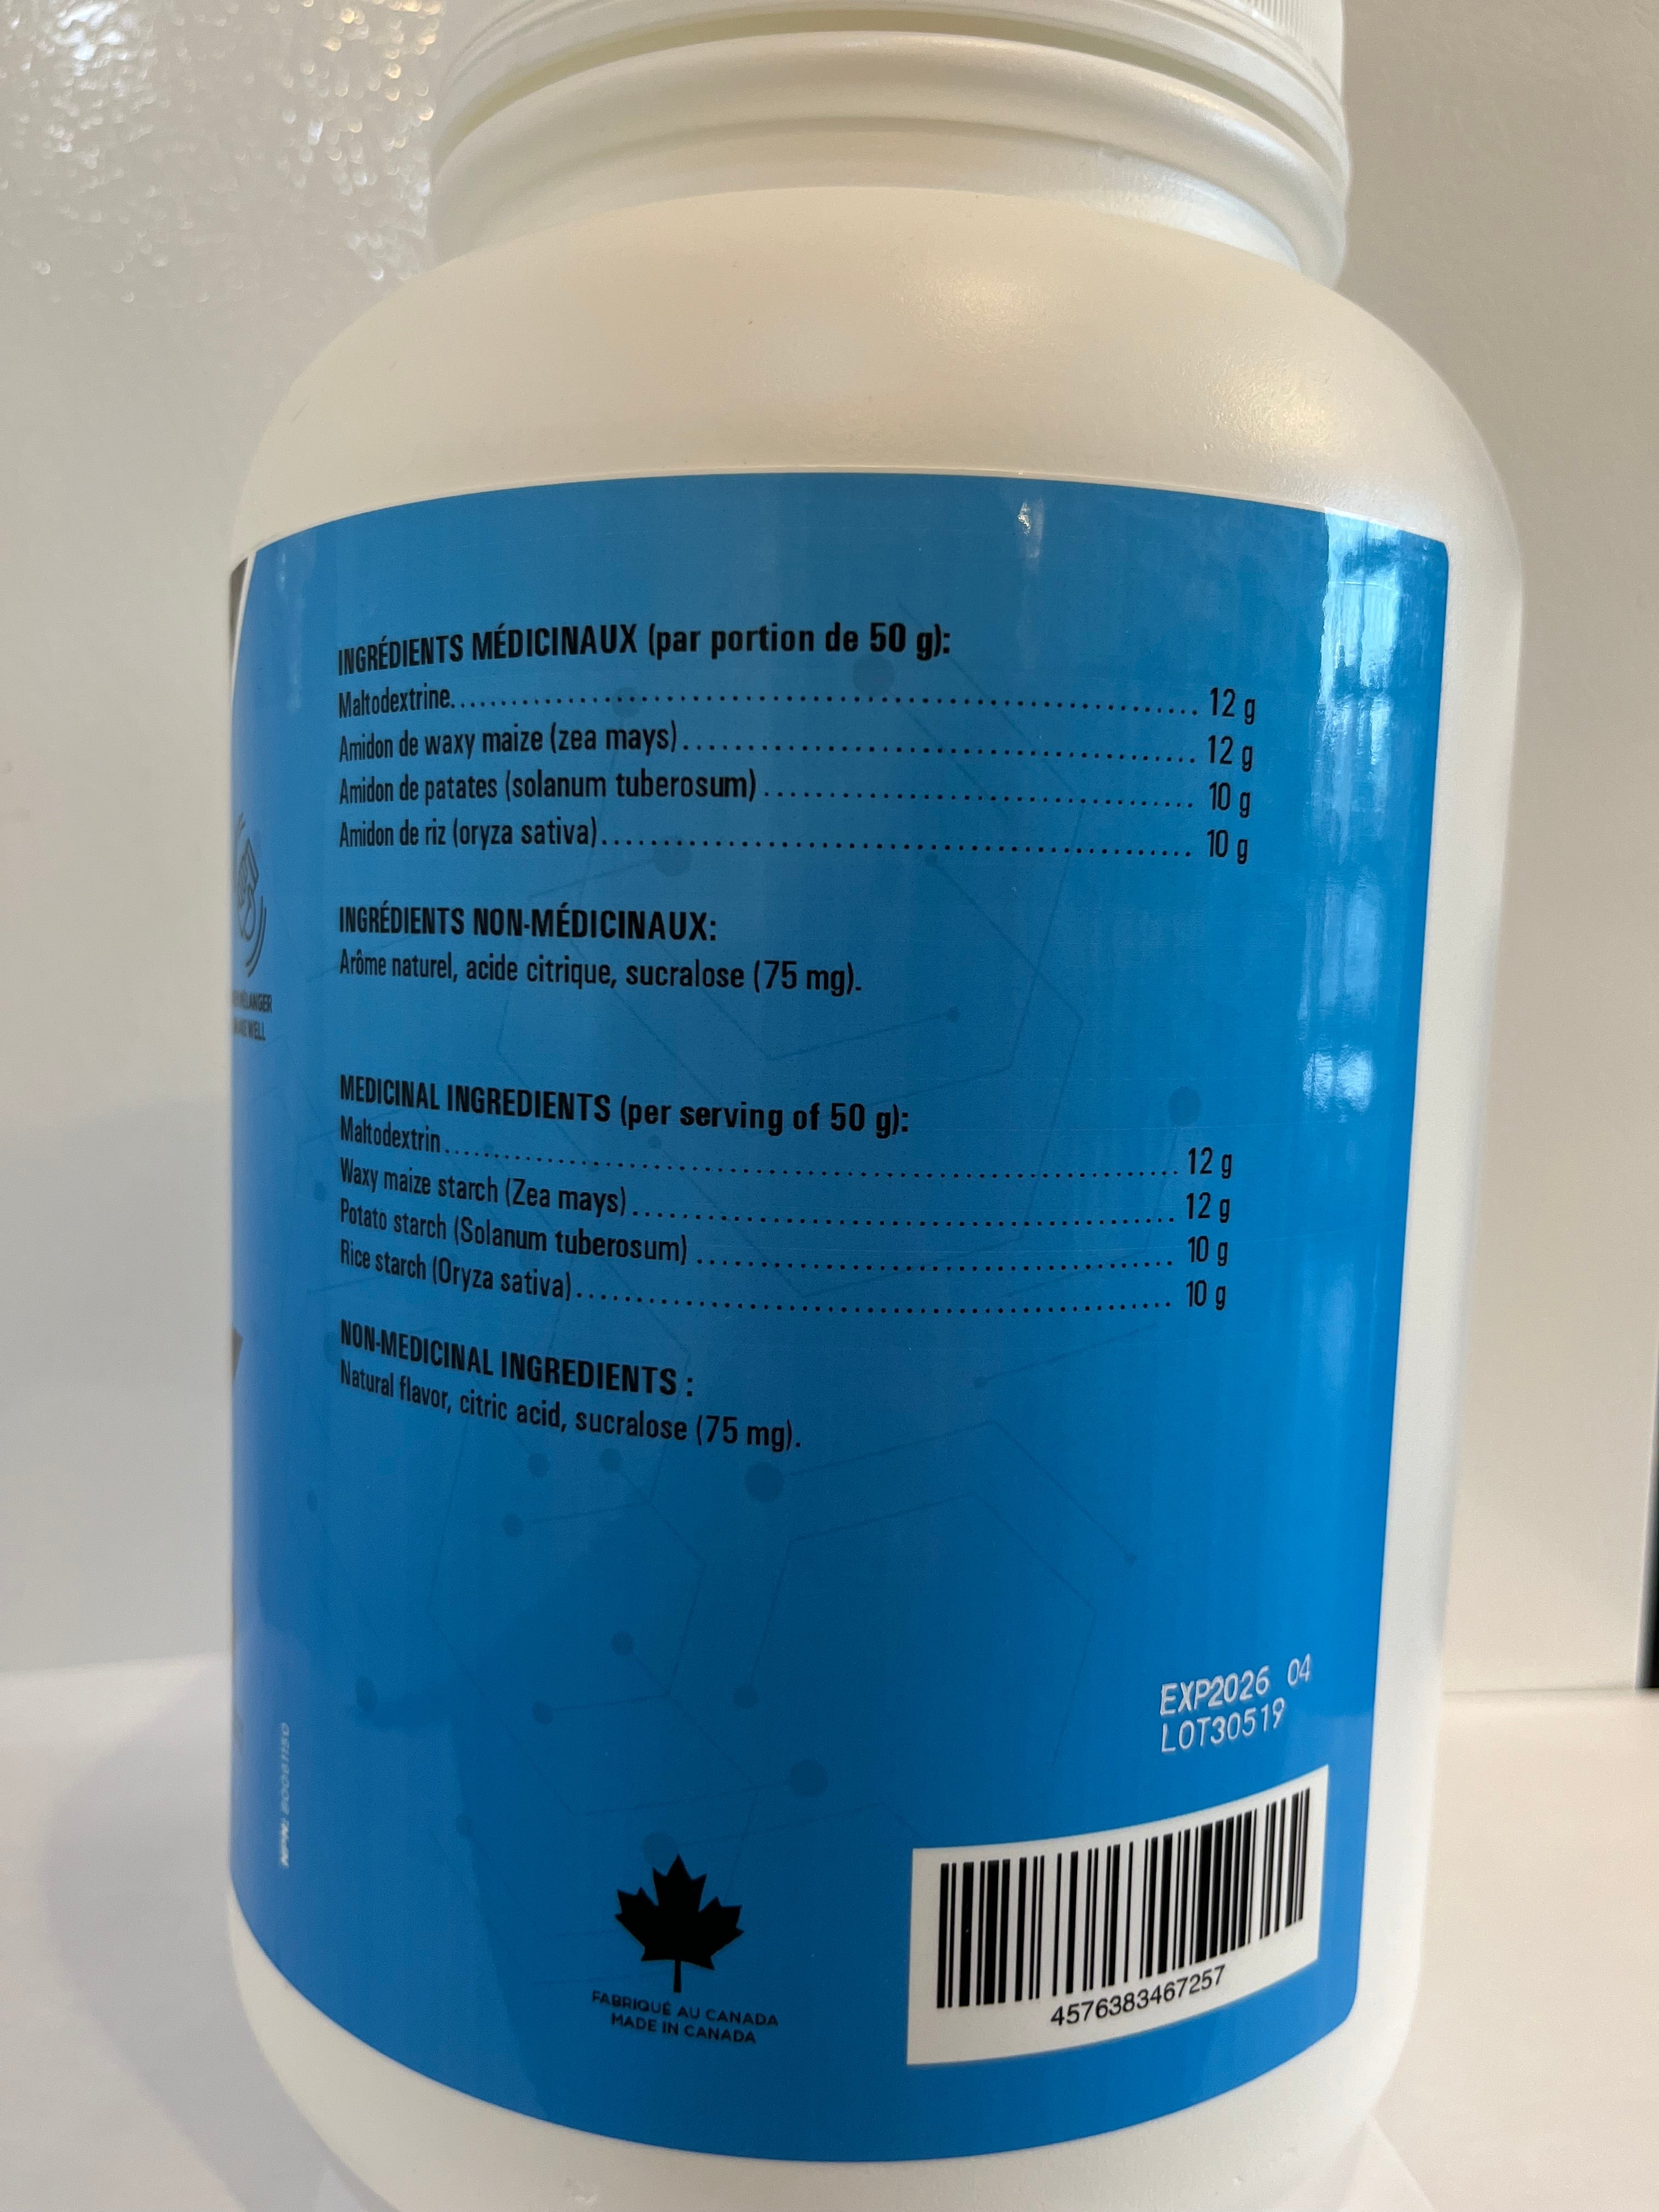 INGRÉDIENTS MÉDICINAUX (par portion de 50 g):
Maltodextrine................................................................ 12 g
Amidon de waxy maize (zea mays)........................................ 12 g
Amidon de patates (solanum tuberosum) ................................ 10 g
Amidon de riz (oryza sativa)............................................... 10 g
INGRÉDIENTS NON-MÉDICINAUX:
Arôme naturel, acide citrique, sucralose (75 mg).
MÉLANGER
WELL
MEDICINAL INGREDIENTS (per serving of 50 g):
Maltodextrin................................................................ 12 g
Waxy maize starch (Zea mays)............................................ 12 g
Potato starch (Solanum tuberosum) ..................................... 10 g
Rice starch (Oryza sativa)................................................. 10 g
NON-MEDICINAL INGREDIENTS :
Natural flavor, citric acid, sucralose (75 mg).
EXP2026 04
LOT30519
NPN:
FABRIQUÉ AU CANADA
MADE IN CANADA
4576383467257